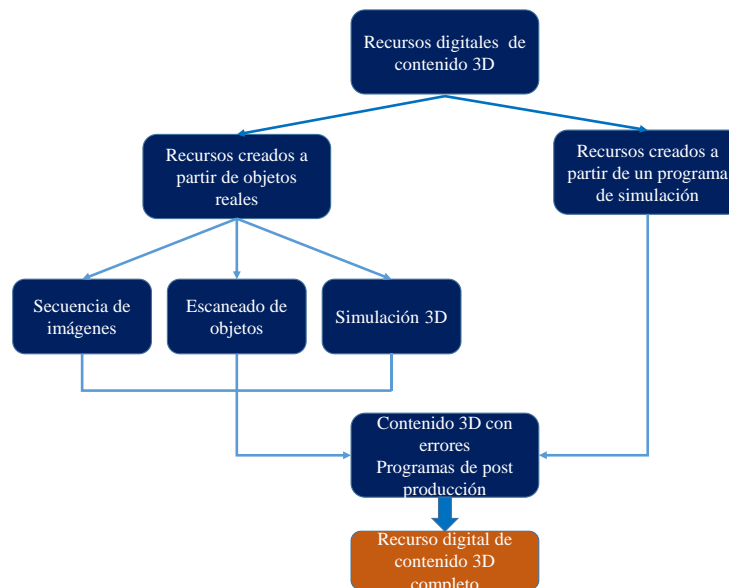 Recursos digitales de
contenido 3D
Recursos creados a
partir de objetos
reales
Recursos creados a
partir de un programa
de simulación
Secuencia de
imágenes
Escaneado de
objetos
Simulación 3D
Contenido 3D con
errores
Programas de post
producción
Recurso digital de
contenido 3D
completo